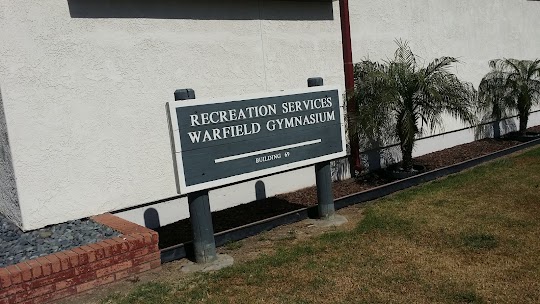 RECREATION SERVICES
WARFIELD GYMNASIUM
BUILDING 69